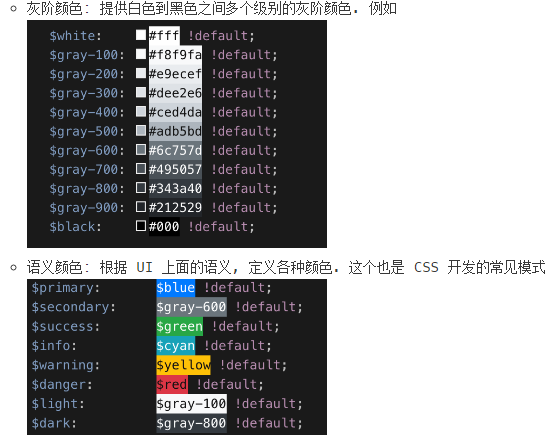 灰阶颜色: 提供白色到黑色之间多个级别的灰阶颜色. 例如
$white: #fff !default;
$gray-100: #f8f9fa !default;
$gray-200: #e9ecef !default;
$gray-300: #dee2e6 !default;
$gray-400: #ced4da !default;
$gray-500: #adb5bd !default;
$gray-600: #6c757d !default;
$gray-700: #495057 !default;
$gray-800: #343a40 !default;
$gray-900: #212529 !default;
$black: #000 !default;
语义颜色: 根据 UI 上面的语义, 定义各种颜色. 这个也是 CSS 开发的常见模式
$primary: $blue !default;
$secondary: $gray-600 !default;
$success: $green !default;
$info: $cyan !default;
$warning: $yellow !default;
$danger: $red !default;
$light: $gray-100 !default;
$dark: $gray-800 !default;